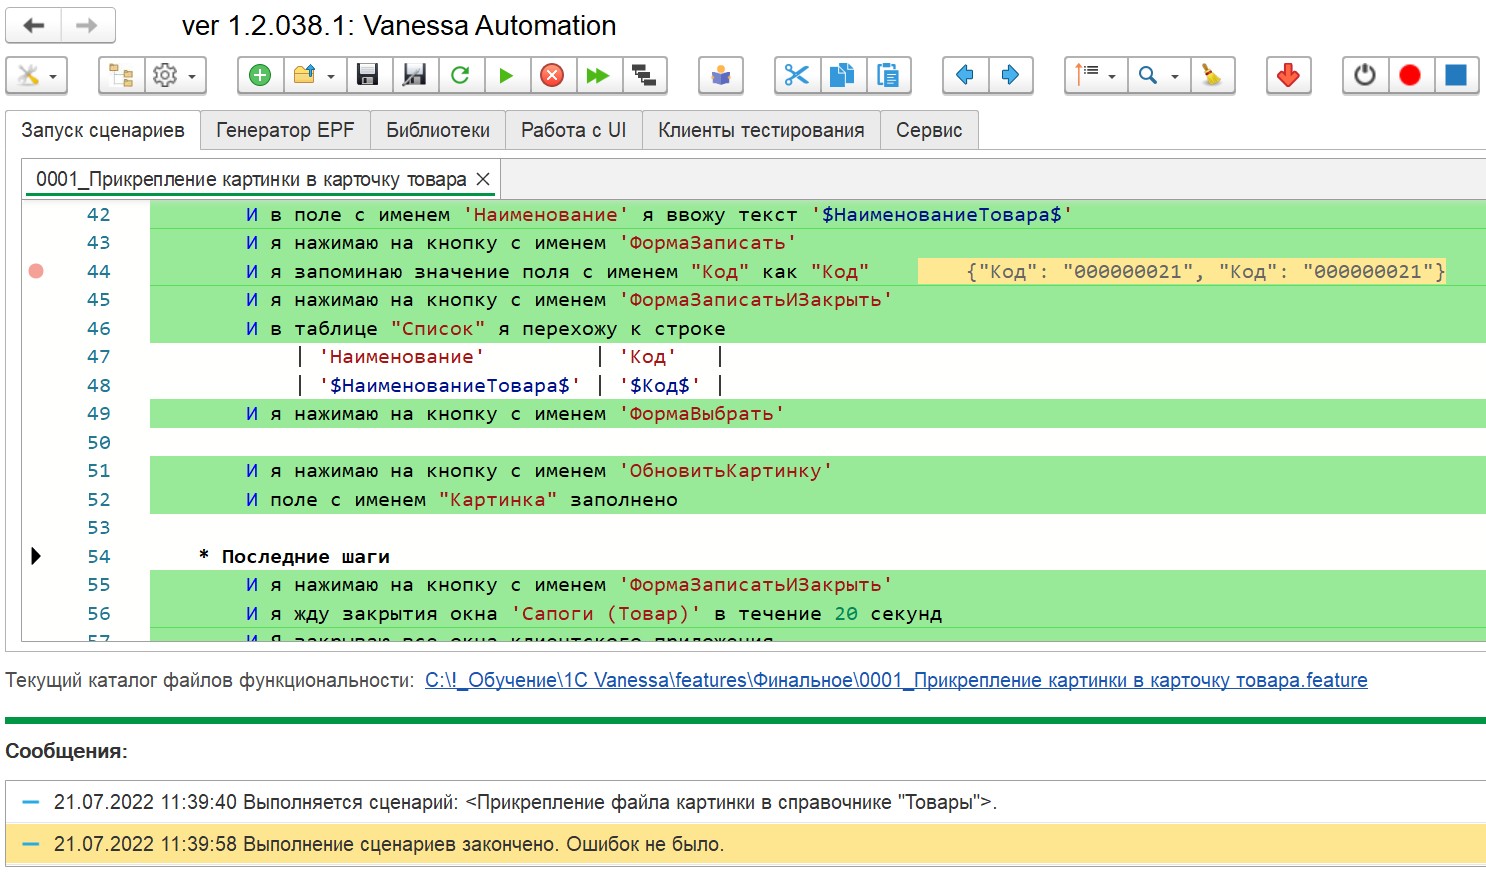 ver 1.2.038.1: Vanessa Automation
Запуск сценариев Генератор EPF Библиотеки Работа с UI Клиенты тестирования Сервис
0001_Прикрепление картинки в карточку товара
42 И в поле с именем 'Наименование' я ввожу текст '$НаименованиеТовара$'
43 И я нажимаю на кнопку с именем 'ФормаЗаписать'
44 И я запоминаю значение поля с именем "Код" как "Код" {"Код": "000000021", "Код": "000000021"}
45 И я нажимаю на кнопку с именем 'ФормаЗаписатьИЗакрыть'
46 И в таблице "Список" я перехожу к строке
47 | 'Наименование' | 'Код' |
48 | '$НаименованиеТовара$' | '$Код$' |
49 И я нажимаю на кнопку с именем 'ФормаВыбрать'
50
51 И я нажимаю на кнопку с именем 'ОбновитьКартинку'
52 И поле с именем "Картинка" заполнено
53
54 * Последние шаги
55 И я нажимаю на кнопку с именем 'ФормаЗаписатьИЗакрыть'
56 И я жду закрытия окна 'Сапоги (Товар)' в течение 20 секунд
57 И Я закрываю все окна клиентского приложения
Текущий каталог файлов функциональности: C:\!_Обучение\1C Vanessa\features\Финальное\0001_Прикрепление картинки в карточку товара.feature
Сообщения:
21.07.2022 11:39:40 Выполняется сценарий: <Прикрепление файла картинки в справочнике "Товары">.
21.07.2022 11:39:58 Выполнение сценариев закончено. Ошибок не было.